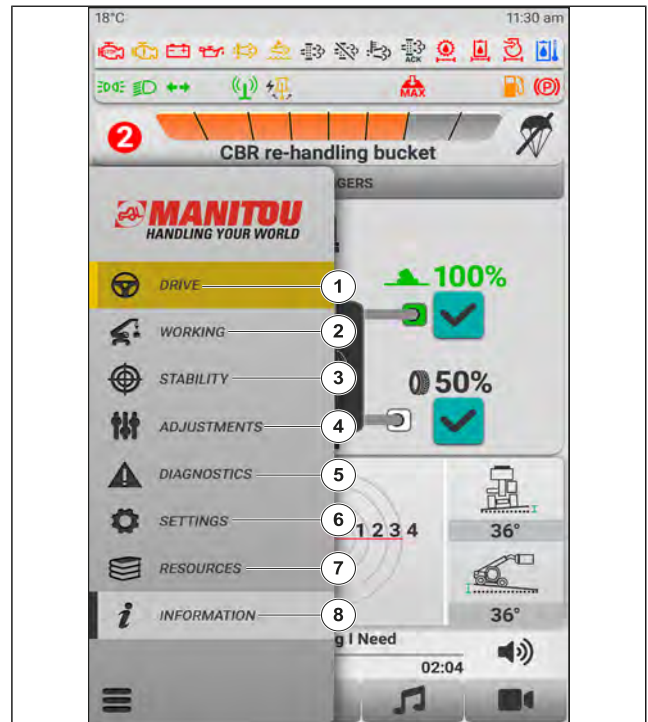 18°C 11:30 am
STOP
ACK
MAX
(P)
2
CBR re-handling bucket
GERS
MANITOU
HANDLING YOUR WORLD
100%
50%
DRIVE 1
WORKING 2
STABILITY 3
ADJUSTMENTS 4
DIAGNOSTICS 5
SETTINGS 6
RESOURCES 7
INFORMATION 8
1 2 3 4
36°
36°
g I Need
02:04